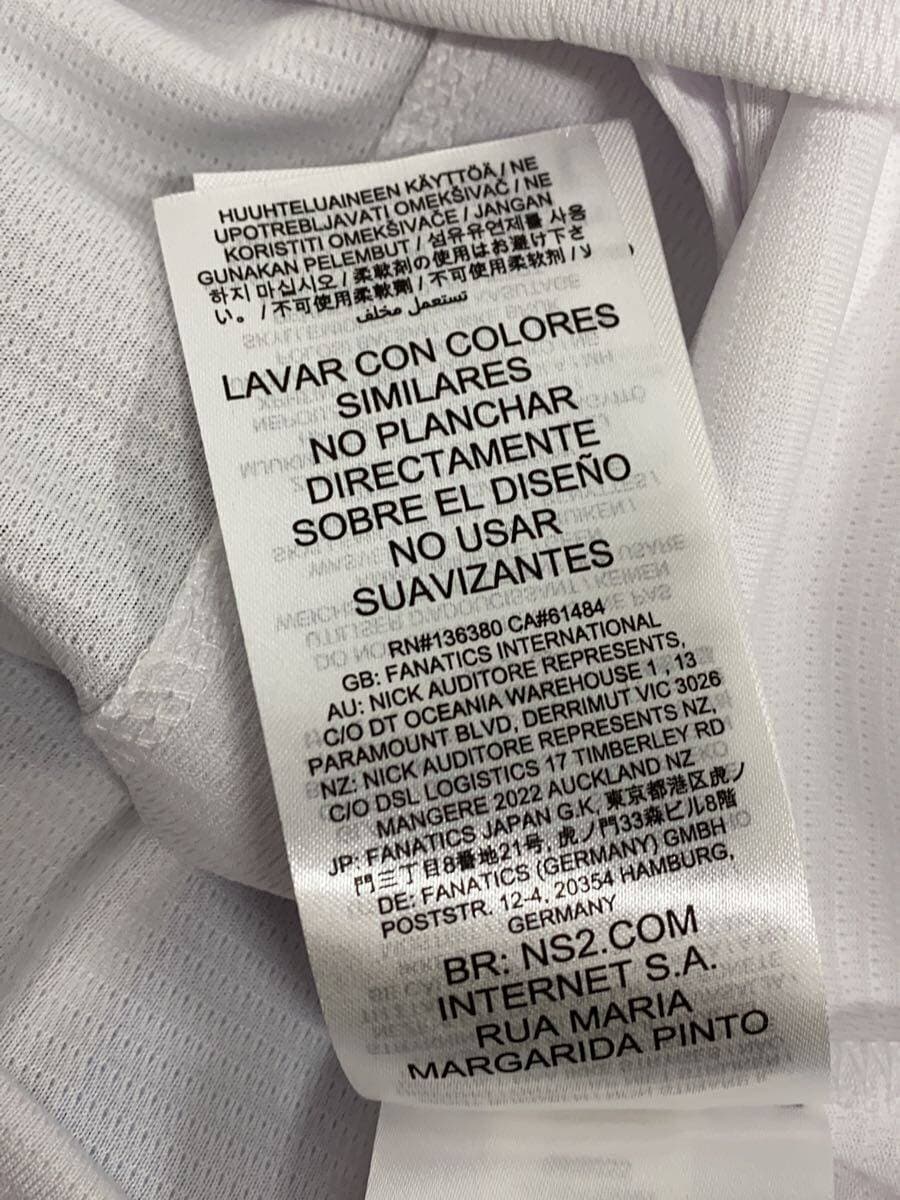 HUUHTELUAINEEN KÄYTTÖÄ / NE
UPOTREBLJAVATI OMEKŠIVAČ / NE
KORISTITI OMEKŠIVAČE / JANGAN
GUNAKAN PELEMBUT / 섬유유연제를 사용
하지 마십시오 / 柔軟剤の使用はお避け下さ
い。 / 不可使用柔軟劑 / 不可使用柔软剂 / لا
تستعمل مخلف
LAVAR CON COLORES
SIMILARES
NO PLANCHAR
DIRECTAMENTE
SOBRE EL DISEÑO
NO USAR
SUAVIZANTES
RN#136380 CA#61484
GB: FANATICS INTERNATIONAL
AU: NICK AUDITORE REPRESENTS,
C/O DT OCEANIA WAREHOUSE 1 , 13
PARAMOUNT BLVD, DERRIMUT VIC 3026
NZ: NICK AUDITORE REPRESENTS NZ,
C/O DSL LOGISTICS 17 TIMBERLEY RD
MANGERE 2022 AUCKLAND NZ
JP: FANATICS JAPAN G.K, 東京都港区虎ノ
門三丁目8番地21号, 虎ノ門33森ビル8階
DE: FANATICS (GERMANY) GMBH
POSTSTR. 12-4, 20354 HAMBURG,
GERMANY
BR: NS2.COM
INTERNET S.A.
RUA MARIA
MARGARIDA PINTO